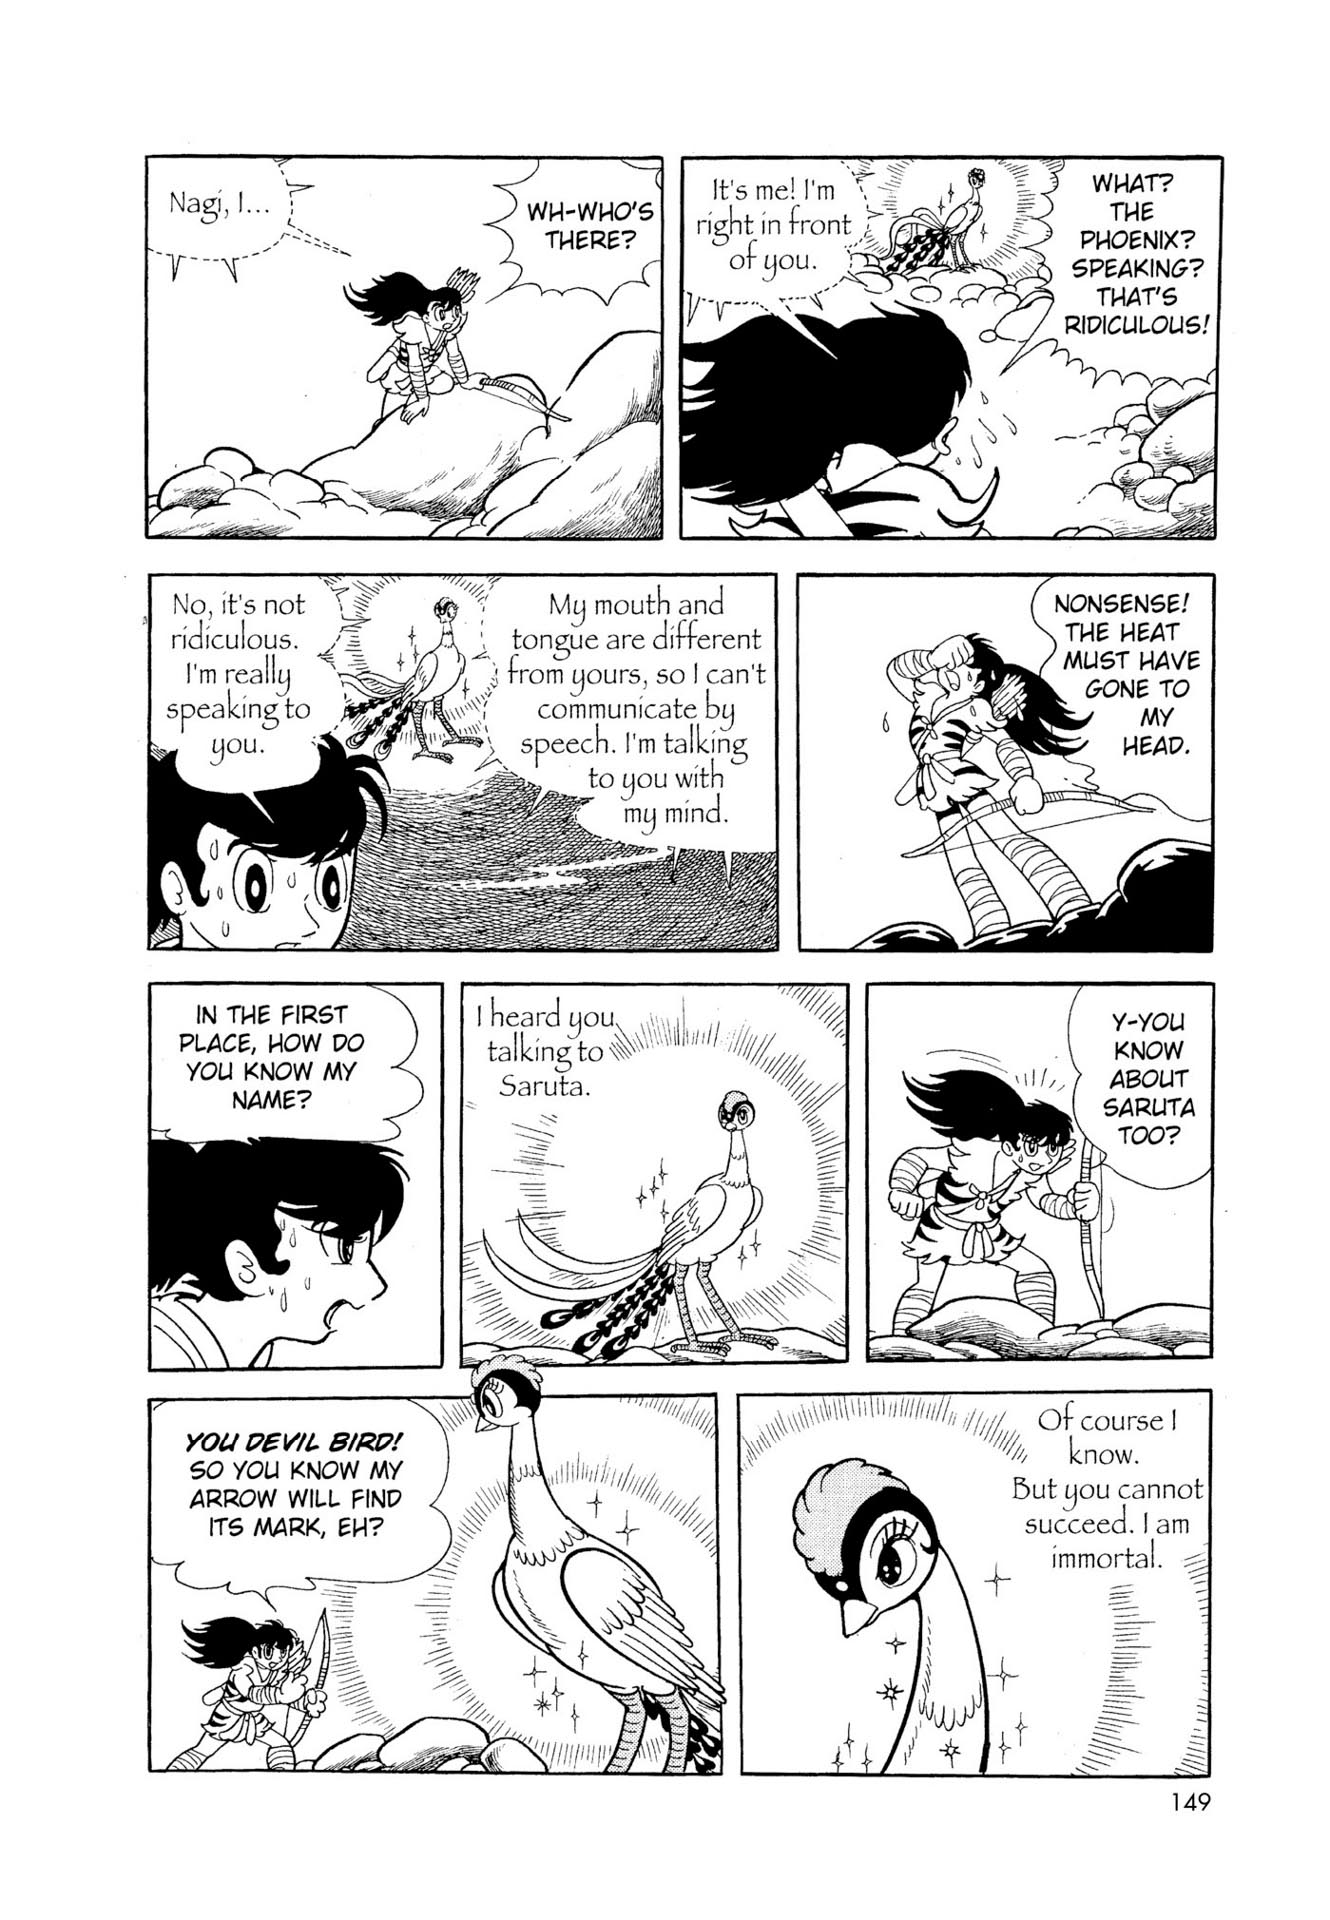 Nagi, I...
WH-WHO'S
THERE?
It's me! I'm
right in front
of you.
WHAT?
THE
PHOENIX?
SPEAKING?
THAT'S
RIDICULOUS!
No, it's not
ridiculous.
I'm really
speaking to
you.
My mouth and
tongue are different
from yours, so I can't
communicate by
speech. I'm talking
to you with
my mind.
NONSENSE!
THE HEAT
MUST HAVE
GONE TO
MY
HEAD.
IN THE FIRST
PLACE, HOW DO
YOU KNOW MY
NAME?
I heard you
talking to
Saruta.
Y-YOU
KNOW
ABOUT
SARUTA
TOO?
YOU DEVIL BIRD!
SO YOU KNOW MY
ARROW WILL FIND
ITS MARK, EH?
Of course I
know.
But you cannot
succeed. I am
immortal.
149